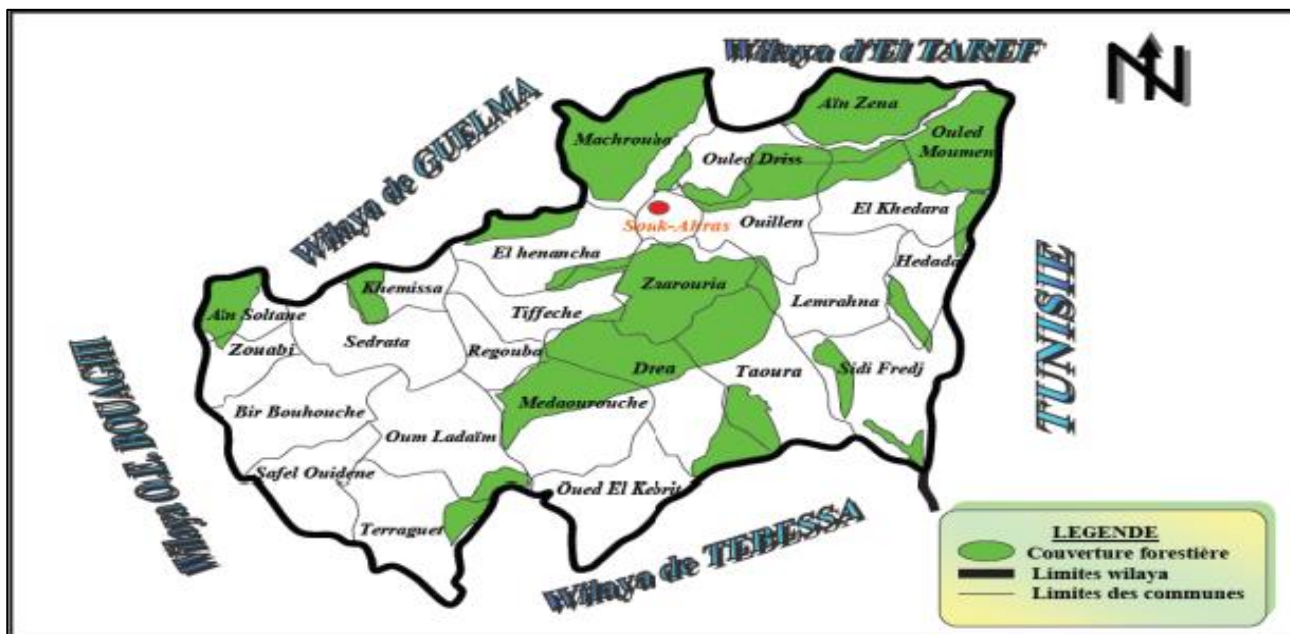 Wilaya d'El TAREF
N
Wilaya de GUELMA
Aïn Zena
Machrouha
Ouled Driss
Ouled
Moumen
El Khedara
Souk-Ahras
Ouillen
El henancha
Hedada
Zaarouria
Khemissa
Lemrahna
Aïn Soltane
Tiffeche
TUNISIE
Zouabi
Sedrata
Regouba
Drea
Taoura
Sidi Fredj
Wilaya O.E. BOUAGHI
Medaourouche
Bir Bouhouche
Oum Ladaïm
Safel Ouidene
Oued El Kebrit
Terraguet
Wilaya de TEBESSA
LEGENDE
Couverture forestière
Limites wilaya
Limites des communes